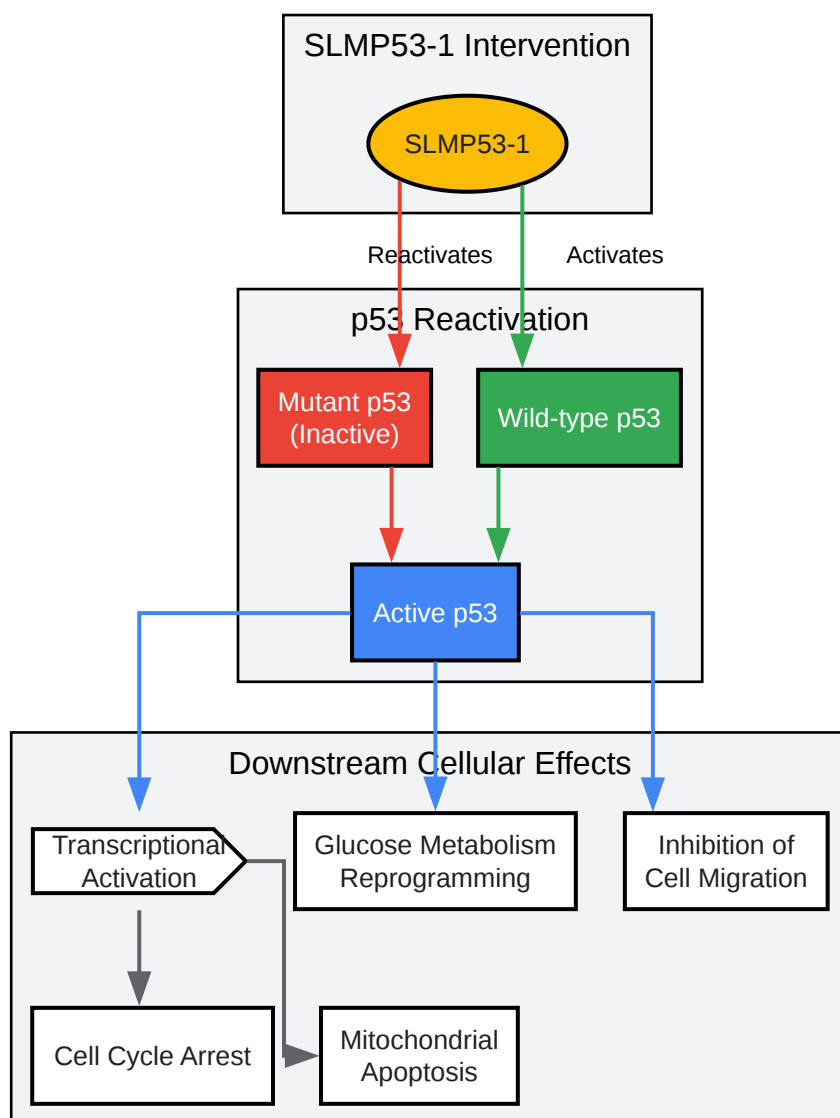 SLMP53-1 Intervention
SLMP53-1
Reactivates
Activates
p53 Reactivation
Mutant p53
(Inactive)
Wild-type p53
Active p53
Downstream Cellular Effects
Transcriptional
Activation
Glucose Metabolism
Reprogramming
Inhibition of
Cell Migration
Cell Cycle Arrest
Mitochondrial
Apoptosis